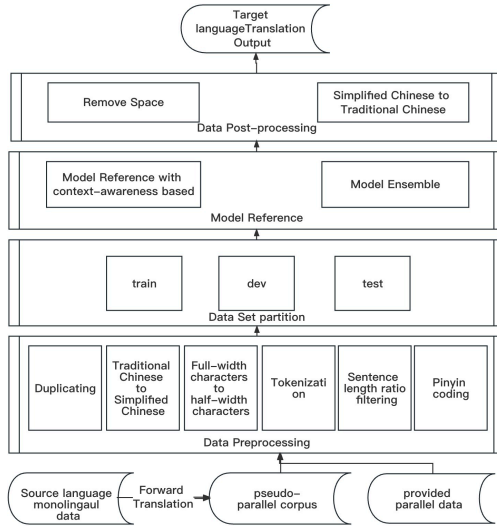 Target
languageTranslation
Output
Remove Space
Simplified Chinese to
Traditional Chinese
Data Post-processing
Model Reference with
context-awareness based
Model Ensemble
Model Reference
train
dev
test
Data Set partition
Duplicating
Traditional
Chinese
to
Simplified
Chinese
Full-width
characters
to
half-width
characters
Tokenizati
on
Sentence
length ratio
filtering
Pinyin
coding
Data Preprocessing
Source language
monolingaul
data
Forward
Translation
pseudo-
parallel corpus
provided
parallel data